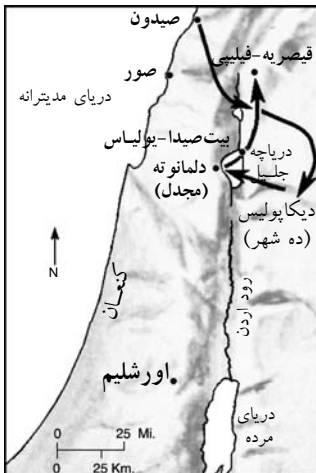 صیدون
قیصریه-فیلیپی
صور
دریای مدیترانه
بیت‌صیدا-یولیاس
دریاچه
جلیل
دلمانوته
(مجدل)
دیکاپولیس
(ده شهر)
N
کنعان
رود اردن
اورشلیم
دریای
مرده
0 25 Mi.
0 25 Km.